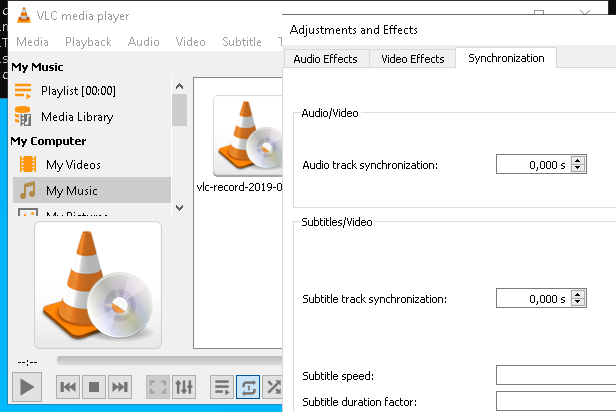 VLC media player
Media Playback Audio Video Subtitle
My Music
Playlist [00:00]
Media Library
My Computer
My Videos
My Music
My Pictures
vlc-record-2019-0
--:--
Adjustments and Effects
Audio Effects Video Effects Synchronization
Audio/Video
Audio track synchronization: 0,000 s
Subtitles/Video
Subtitle track synchronization: 0,000 s
Subtitle speed:
Subtitle duration factor: